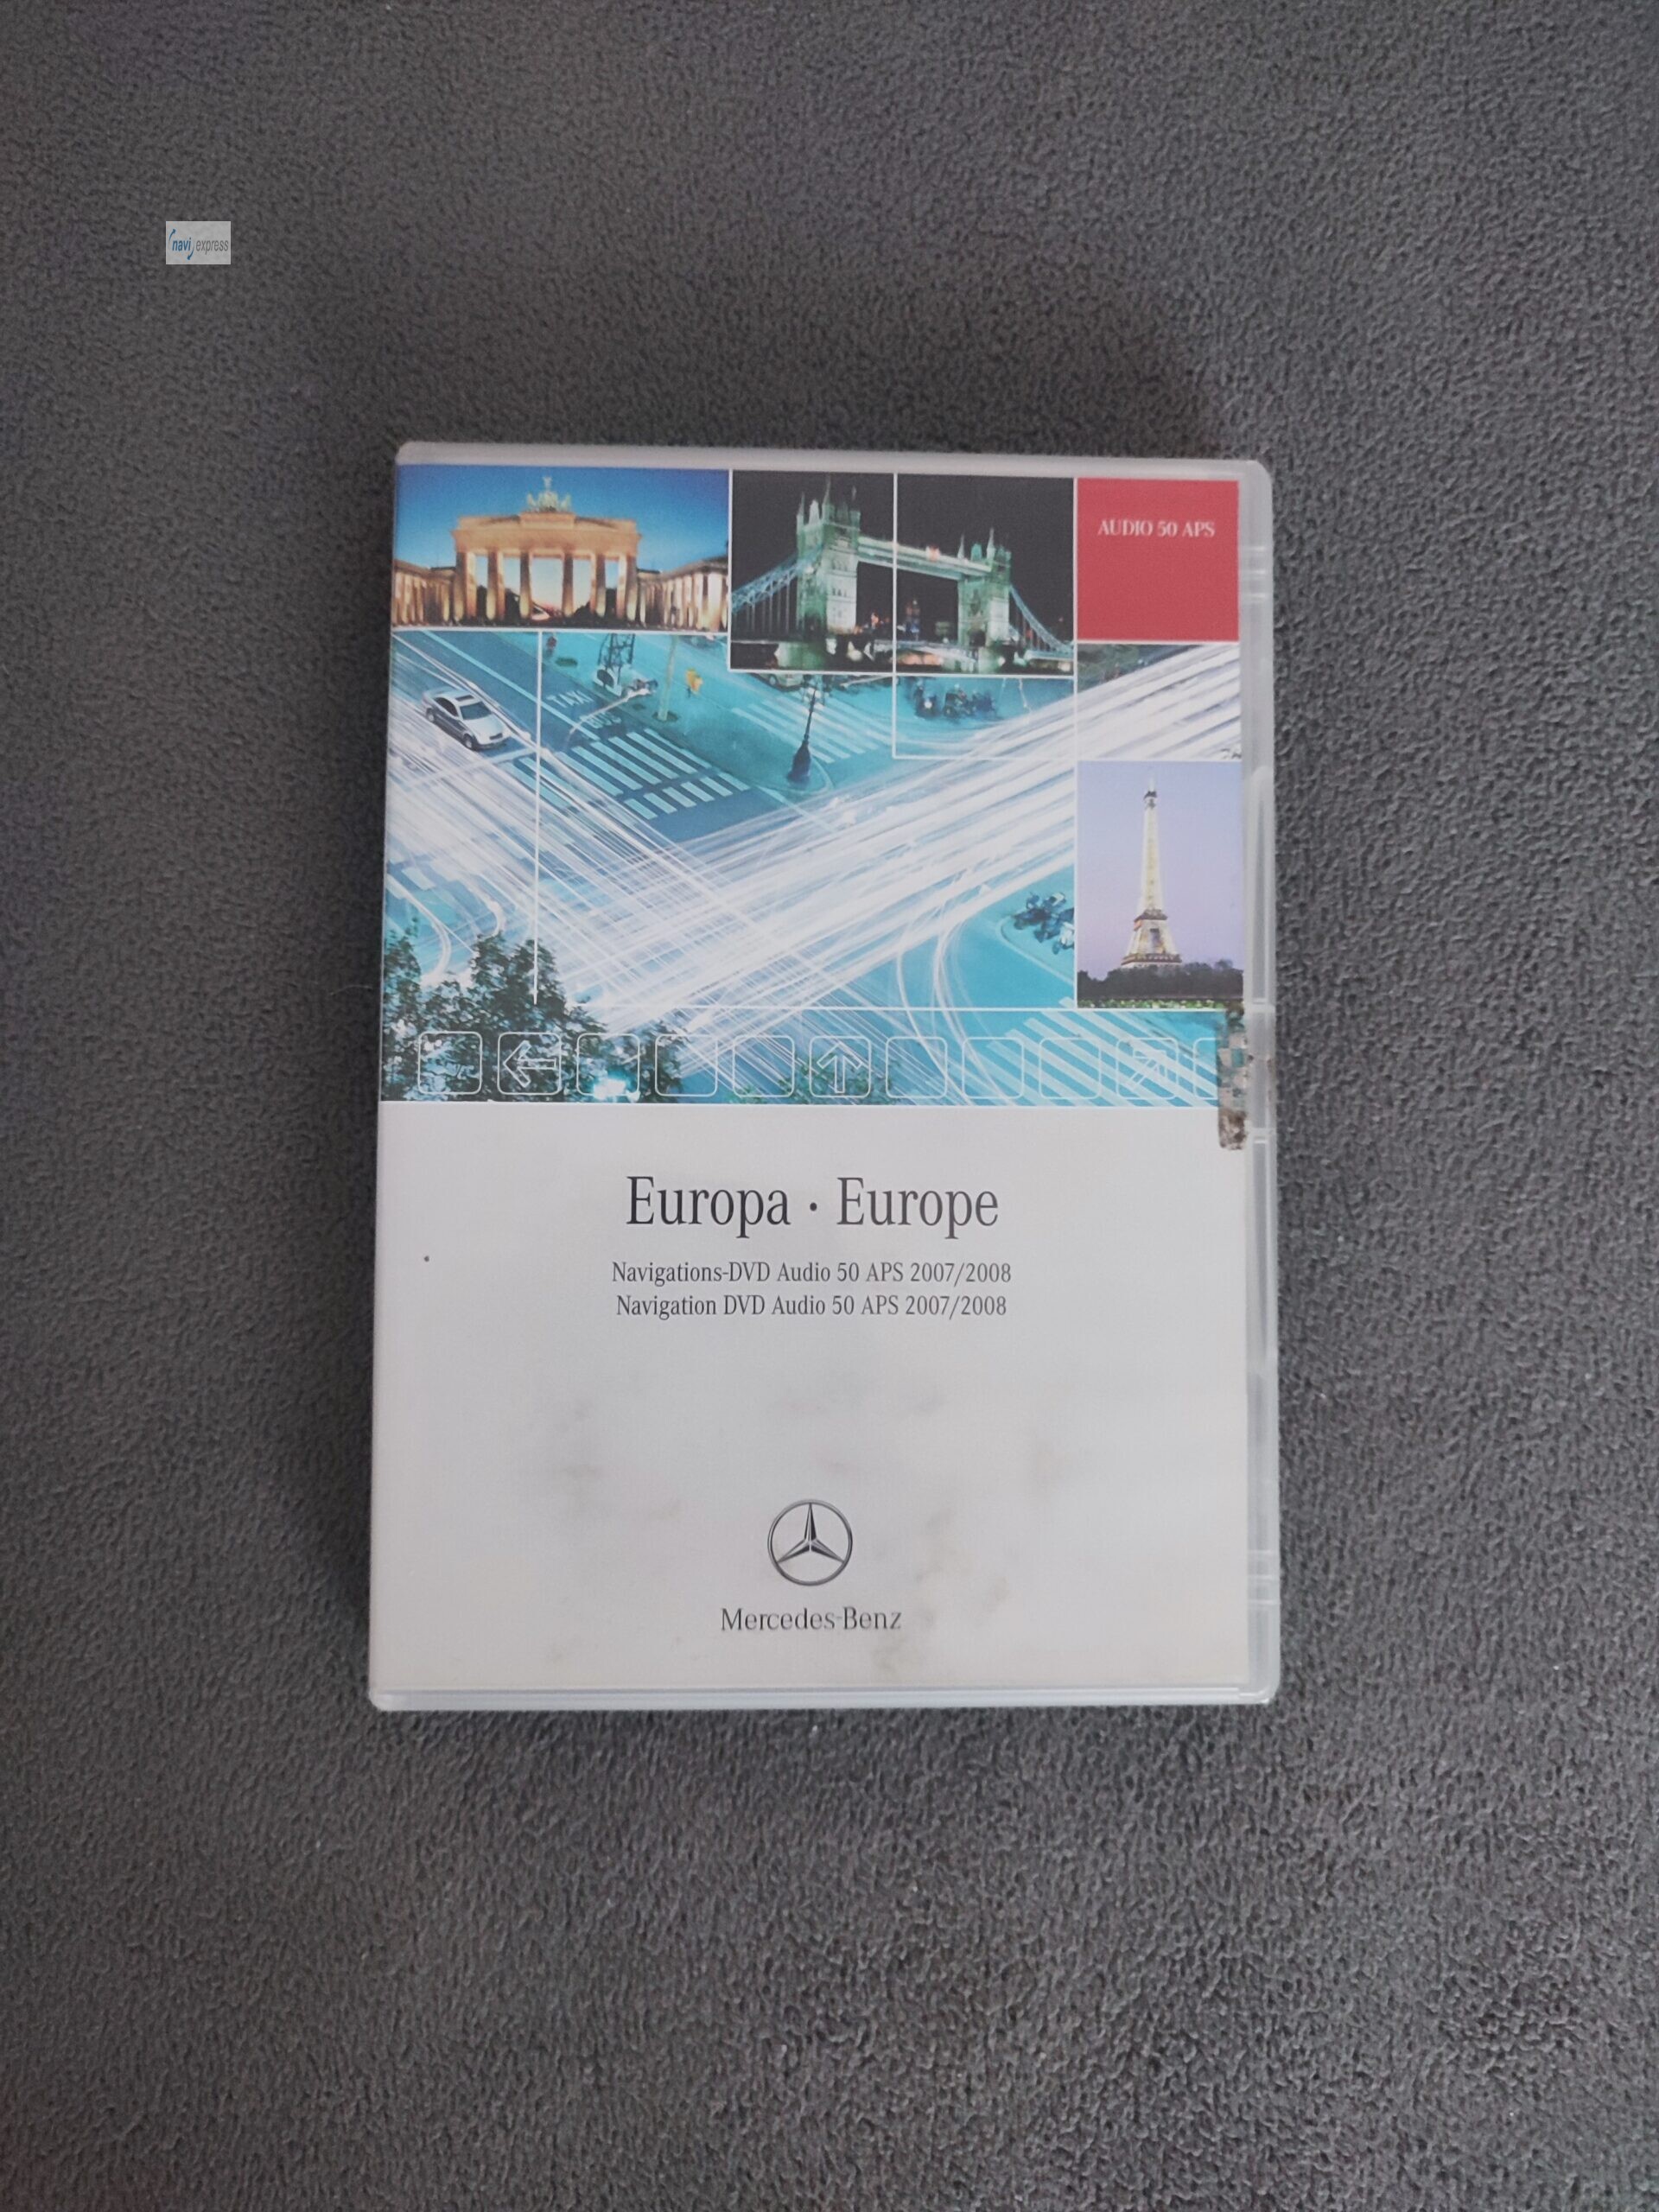 navi express
AUDIO 50 APS
Europa · Europe
Navigations-DVD Audio 50 APS 2007/2008
Navigation DVD Audio 50 APS 2007/2008
Mercedes-Benz